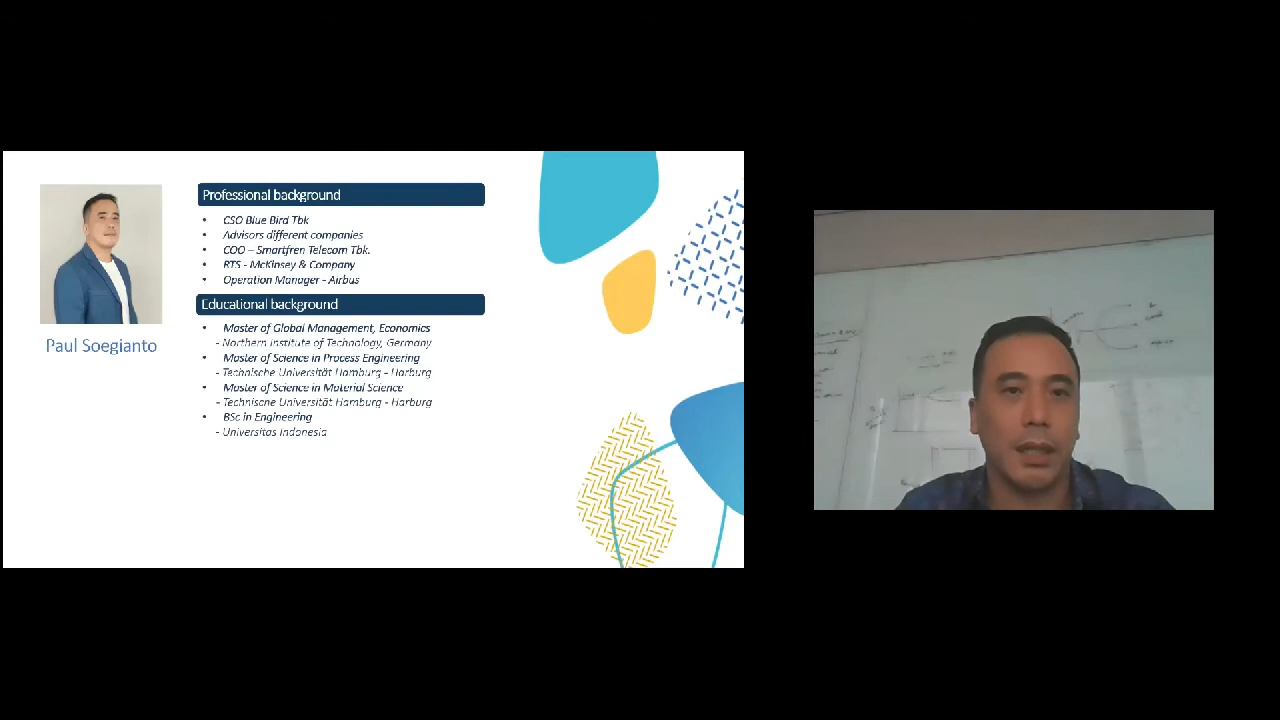 Professional background
• CSO Blue Bird Tbk
• Advisors different companies
• COO – Smartfren Telecom Tbk.
• RTS - McKinsey & Company
• Operation Manager - Airbus
Educational background
• Master of Global Management, Economics
- Northern Institute of Technology, Germany
• Master of Science in Process Engineering
- Technische Universität Hamburg - Harburg
• Master of Science in Material Science
- Technische Universität Hamburg - Harburg
• BSc in Engineering
- Universitas Indonesia
Paul Soegianto